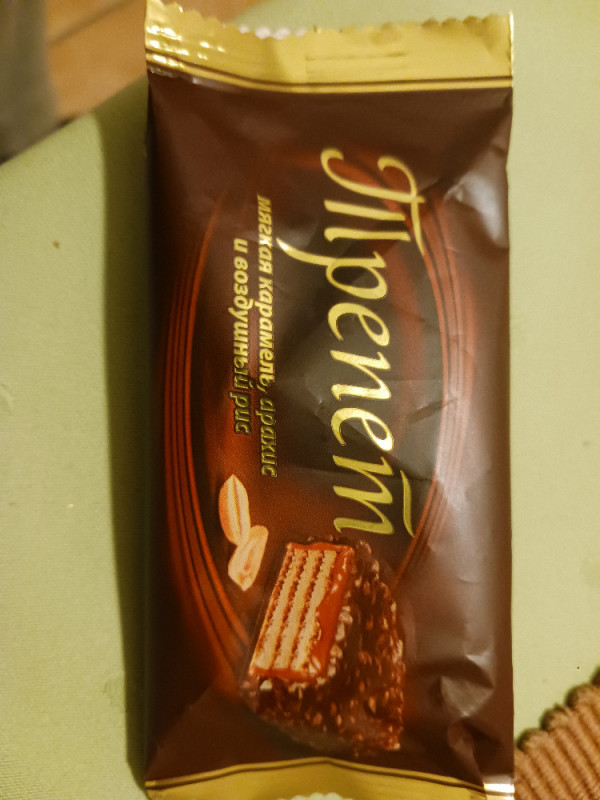 Трепет
мягкая карамель, арахис
и воздушный рис